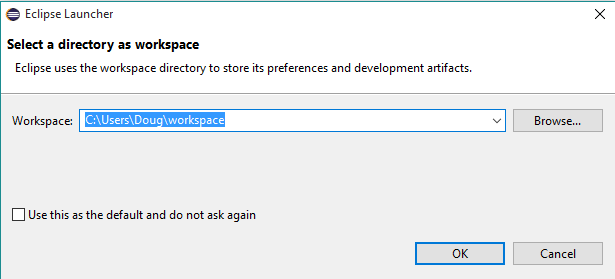 Eclipse Launcher
Select a directory as workspace
Eclipse uses the workspace directory to store its preferences and development artifacts.
Workspace: C:\Users\Doug\workspace Browse...
Use this as the default and do not ask again
OK Cancel